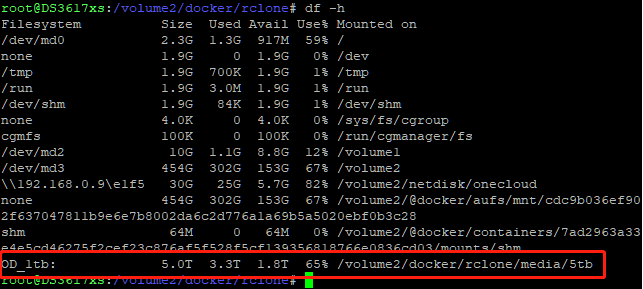 root@DS3617xs:/volume2/docker/rclone# df -h
Filesystem Size Used Avail Use% Mounted on
/dev/md0 2.3G 1.3G 917M 59% /
none 1.9G 0 1.9G 0% /dev
/tmp 1.9G 700K 1.9G 1% /tmp
/run 1.9G 3.0M 1.9G 1% /run
/dev/shm 1.9G 84K 1.9G 1% /dev/shm
none 4.0K 0 4.0K 0% /sys/fs/cgroup
cgmfs 100K 0 100K 0% /run/cgmanager/fs
/dev/md2 10G 1.1G 8.8G 12% /volume1
/dev/md3 454G 302G 153G 67% /volume2
\\192.168.0.9\e1f5 30G 25G 5.7G 82% /volume2/netdisk/onecloud
none 454G 302G 153G 67% /volume2/@docker/aufs/mnt/cdc9b036ef90
2f637047811b9e6e7b8002da6c2d776a1a69b5a5020ebf0b3c28
shm 64M 0 64M 0% /volume2/@docker/containers/7ad2963a33
e4e5cd46275f2cef23c876af5f528f5cf139356818766e0836cd03/mounts/shm
OD_1tb: 5.0T 3.3T 1.8T 65% /volume2/docker/rclone/media/5tb
root@DS3617xs:/volume2/docker/rclone#